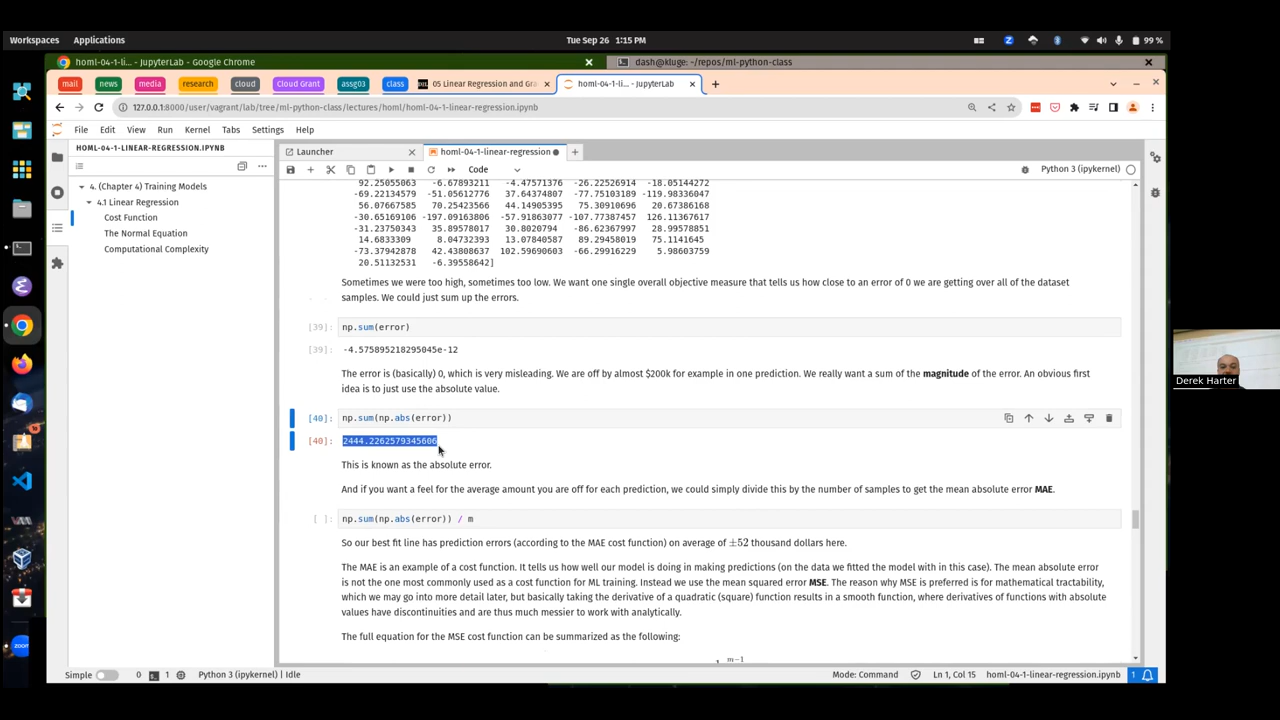 Workspaces Applications Tue Sep 26 1:15 PM 99 %
homl-04-1-li... - JupyterLab - Google Chrome dash@kluge: ~/repos/ml-python-class
mail news media research cloud Cloud Grant assg03 class 05 Linear Regression and Gra homl-04-1-li... - JupyterLab
127.0.0.1:8000/user/vagrant/lab/tree/ml-python-class/lectures/homl/homl-04-1-linear-regression.ipynb
File Edit View Run Kernel Tabs Settings Help
HOML-04-1-LINEAR-REGRESSION.IPYNB
Launcher homl-04-1-linear-regression.ipynb
Code Python 3 (ipykernel)
4. (Chapter 4) Training Models
4.1 Linear Regression
Cost Function
The Normal Equation
Computational Complexity
92.25055063 -6.67893211 -4.47571376 -26.22526914 -18.05144272
-69.22134579 -51.05612776 37.64374807 -77.75103189 -119.98336047
56.07667585 70.25423566 44.14905395 75.30910696 20.67386168
-30.65169106 -197.09163806 -57.91863077 -107.77387457 126.11367617
-31.23750343 35.89578017 30.8020794 -86.62367997 28.99578851
14.6833309 8.04732393 13.07840587 89.29458019 75.1141645
-73.37942878 42.43808637 102.59690603 -66.29916229 5.98603759
20.51132531 -6.39558642]
Sometimes we were too high, sometimes too low. We want one single overall objective measure that tells us how close to an error of 0 we are getting over all of the dataset
samples. We could just sum up the errors.
[39]: np.sum(error)
[39]: -4.575895218295045e-12
The error is (basically) 0, which is very misleading. We are off by almost $200k for example in one prediction. We really want a sum of the magnitude of the error. An obvious first
idea is to just use the absolute value.
[40]: np.sum(np.abs(error))
[40]: 2444.2262579345606
This is known as the absolute error.
And if you want a feel for the average amount you are off for each prediction, we could simply divide this by the number of samples to get the mean absolute error MAE.
[ ]: np.sum(np.abs(error)) / m
So our best fit line has prediction errors (according to the MAE cost function) on average of ±52 thousand dollars here.
The MAE is an example of a cost function. It tells us how well our model is doing in making predictions (on the data we fitted the model with in this case). The mean absolute error
is not the one most commonly used as a cost function for ML training. Instead we use the mean squared error MSE. The reason why MSE is preferred is for mathematical tractability,
which we may go into more detail later, but basically taking the derivative of a quadratic (square) function results in a smooth function, where derivatives of functions with absolute
values have discontinuities and are thus much messier to work with analytically.
The full equation for the MSE cost function can be summarized as the following:
1 m−1
Derek Harter
Simple 0 1 Python 3 (ipykernel) | Idle Mode: Command Ln 1, Col 15 homl-04-1-linear-regression.ipynb 1
zoom